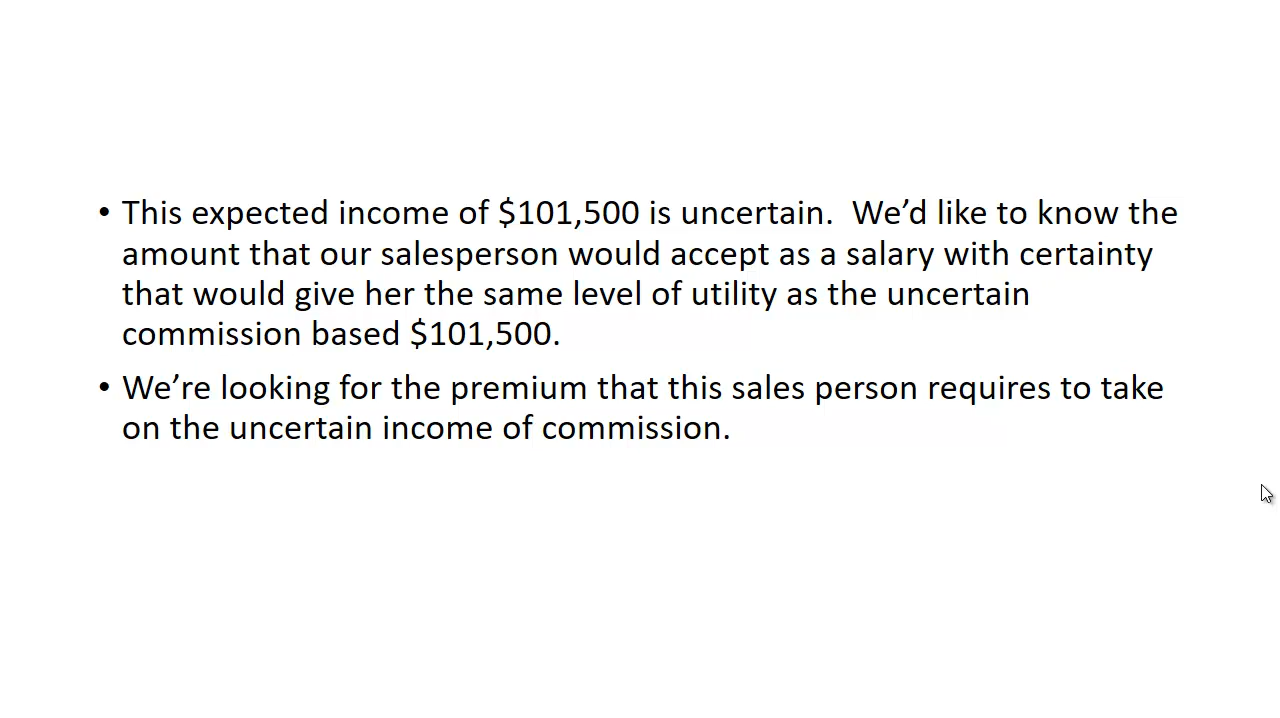 • This expected income of $101,500 is uncertain.  We’d like to know the
amount that our salesperson would accept as a salary with certainty
that would give her the same level of utility as the uncertain
commission based $101,500.
• We’re looking for the premium that this sales person requires to take
on the uncertain income of commission.